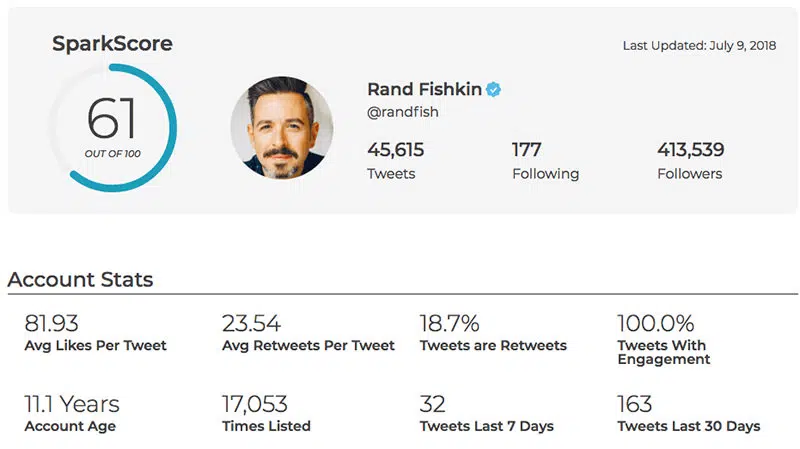 SparkScore
Last Updated: July 9, 2018
61
OUT OF 100
Rand Fishkin
@randfish
45,615 177 413,539
Tweets Following Followers
Account Stats
81.93 23.54 18.7% 100.0%
Avg Likes Per Tweet Avg Retweets Per Tweet Tweets are Retweets Tweets With
Engagement
11.1 Years 17,053 32 163
Account Age Times Listed Tweets Last 7 Days Tweets Last 30 Days